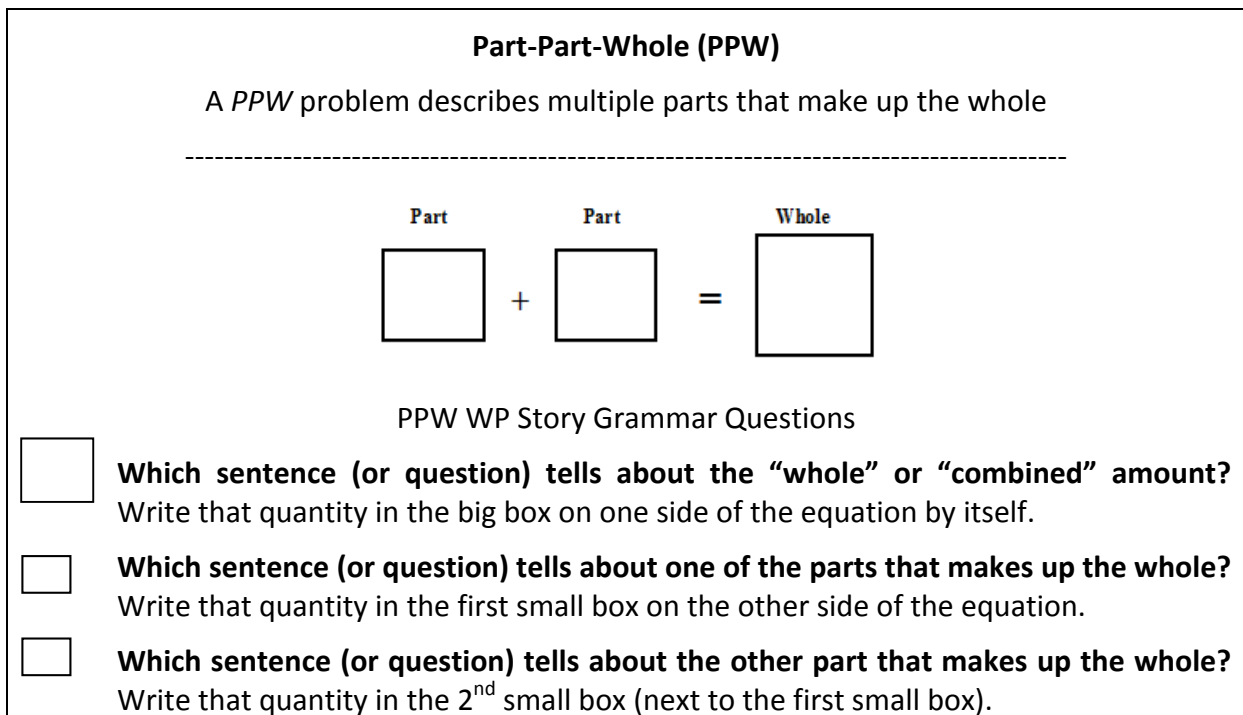 Part-Part-Whole (PPW)
A PPW problem describes multiple parts that make up the whole
-----------------------------------------------------------------------------------------
Part Part Whole
+ =
PPW WP Story Grammar Questions
Which sentence (or question) tells about the “whole” or “combined” amount?
Write that quantity in the big box on one side of the equation by itself.
Which sentence (or question) tells about one of the parts that makes up the whole?
Write that quantity in the first small box on the other side of the equation.
Which sentence (or question) tells about the other part that makes up the whole?
Write that quantity in the 2nd small box (next to the first small box).